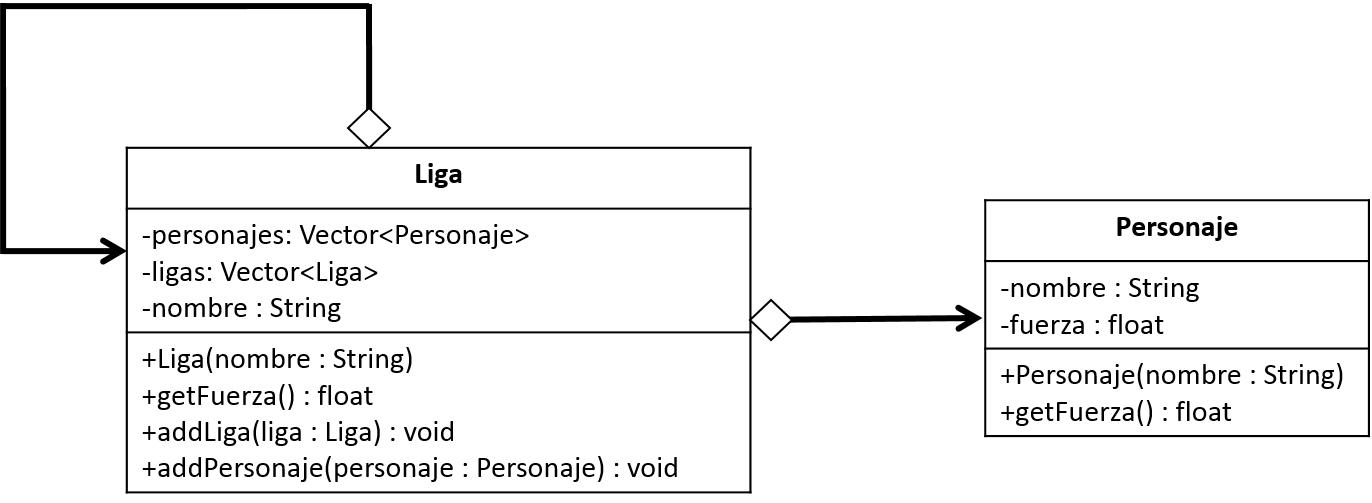 Liga
-personajes: Vector<Personaje>
-ligas: Vector<Liga>
-nombre : String
+Liga(nombre : String)
+getFuerza() : float
+addLiga(liga : Liga) : void
+addPersonaje(personaje : Personaje) : void
Personaje
-nombre : String
-fuerza : float
+Personaje(nombre : String)
+getFuerza() : float